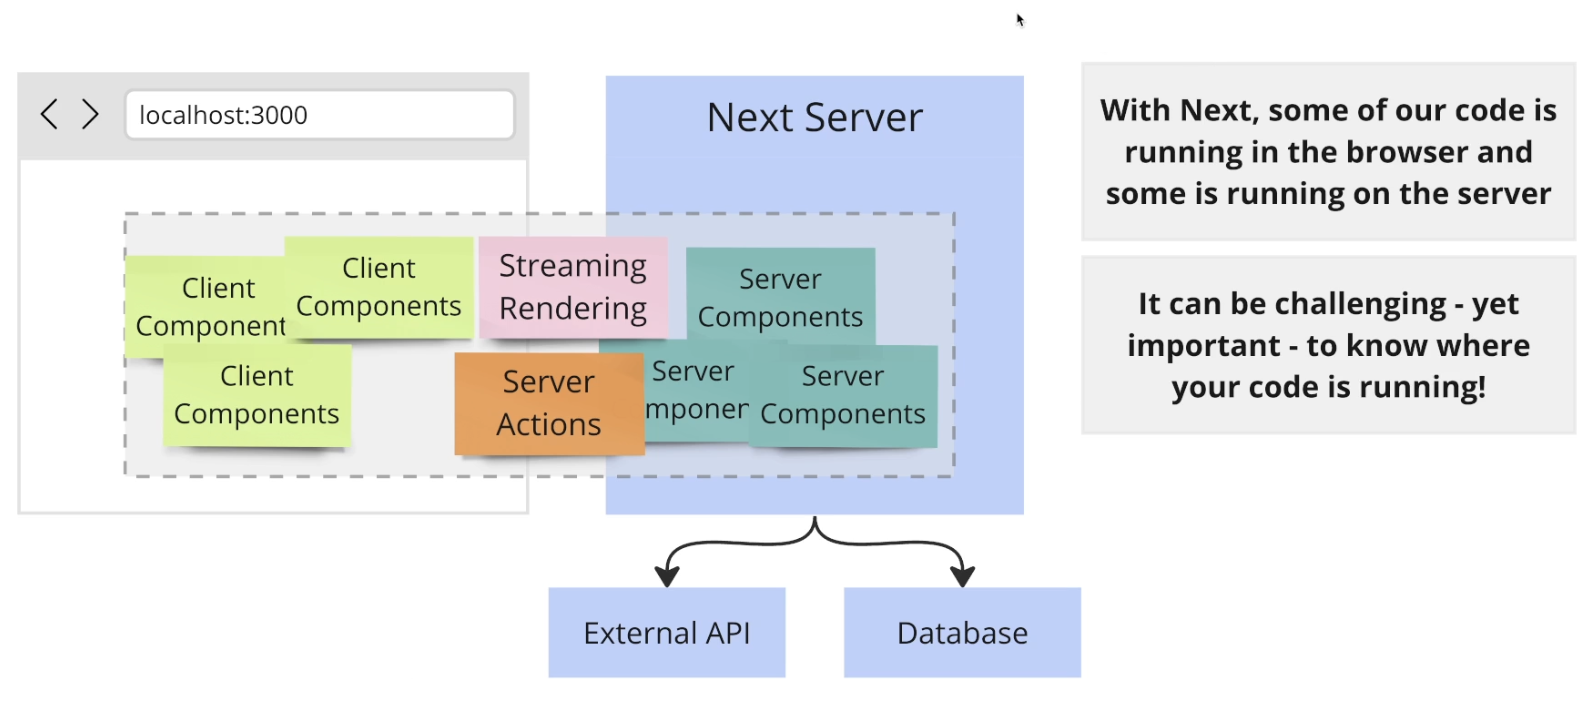 localhost:3000
Next Server
Client
Component
Client
Components
Client
Components
Streaming
Rendering
Server
Actions
Server
Components
Server
mponen
Server
Components
External API
Database
With Next, some of our code is
running in the browser and
some is running on the server
It can be challenging - yet
important - to know where
your code is running!